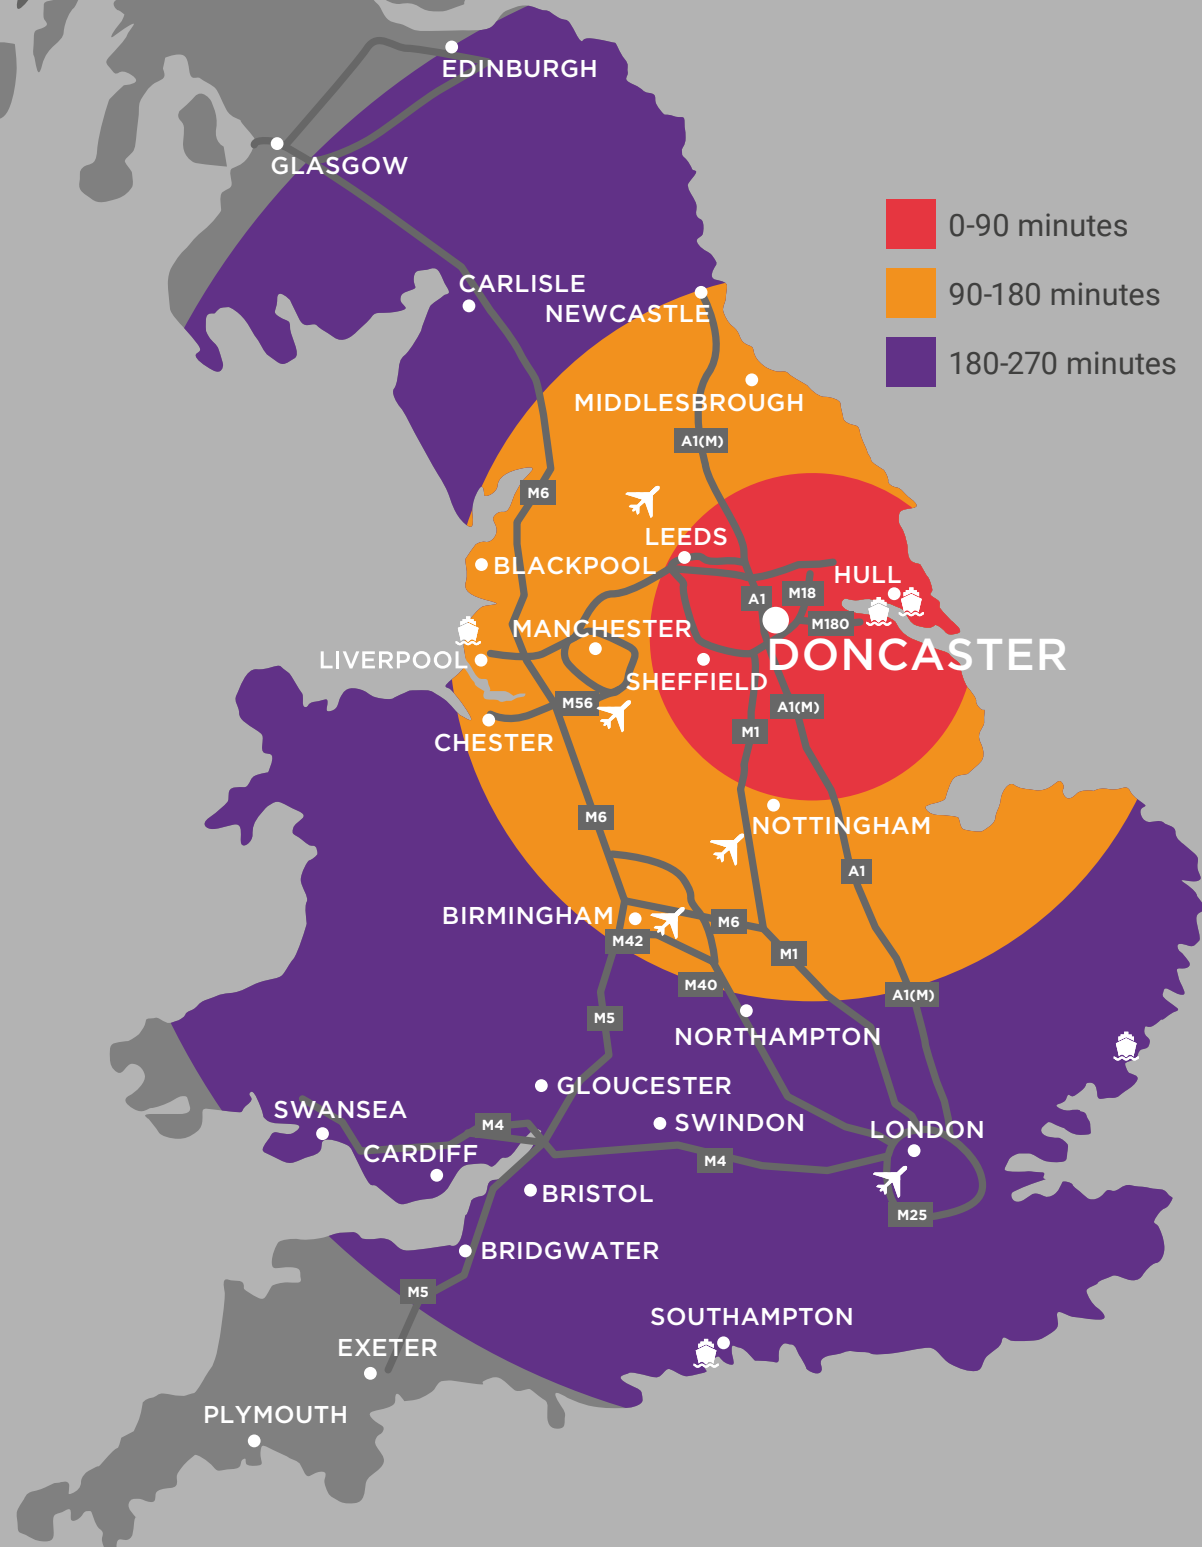 EDINBURGH
GLASGOW
0-90 minutes
CARLISLE
90-180 minutes
NEWCASTLE
180-270 minutes
MIDDLESBROUGH
A1(M)
M6
LEEDS
BLACKPOOL
HULL
A1
M18
M180
MANCHESTER
DONCASTER
LIVERPOOL
SHEFFIELD
M56
A1(M)
M1
CHESTER
M6
NOTTINGHAM
A1
BIRMINGHAM
M6
M42
M1
M40
A1(M)
M5
NORTHAMPTON
GLOUCESTER
SWANSEA
M4
SWINDON
LONDON
CARDIFF
M4
BRISTOL
M25
BRIDGWATER
M5
SOUTHAMPTON
EXETER
PLYMOUTH